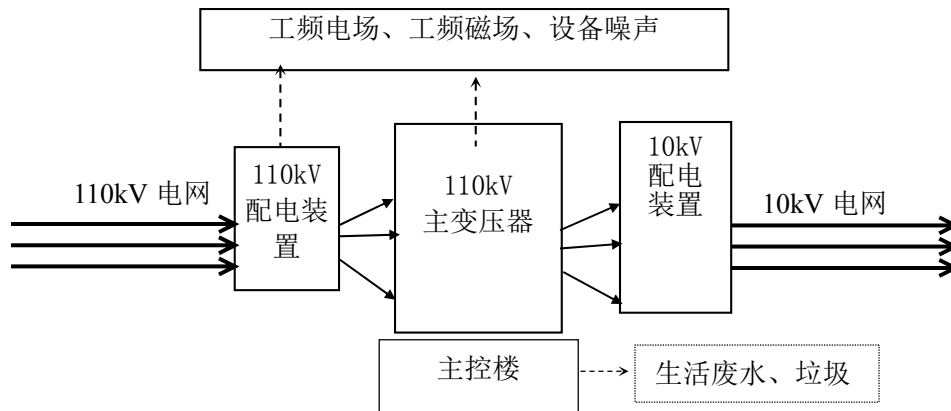 工频电场、工频磁场、设备噪声
110kV 电网
110kV
配电装
置
110kV
主变压器
10kV
配电
装置
10kV 电网
主控楼
生活废水、垃圾